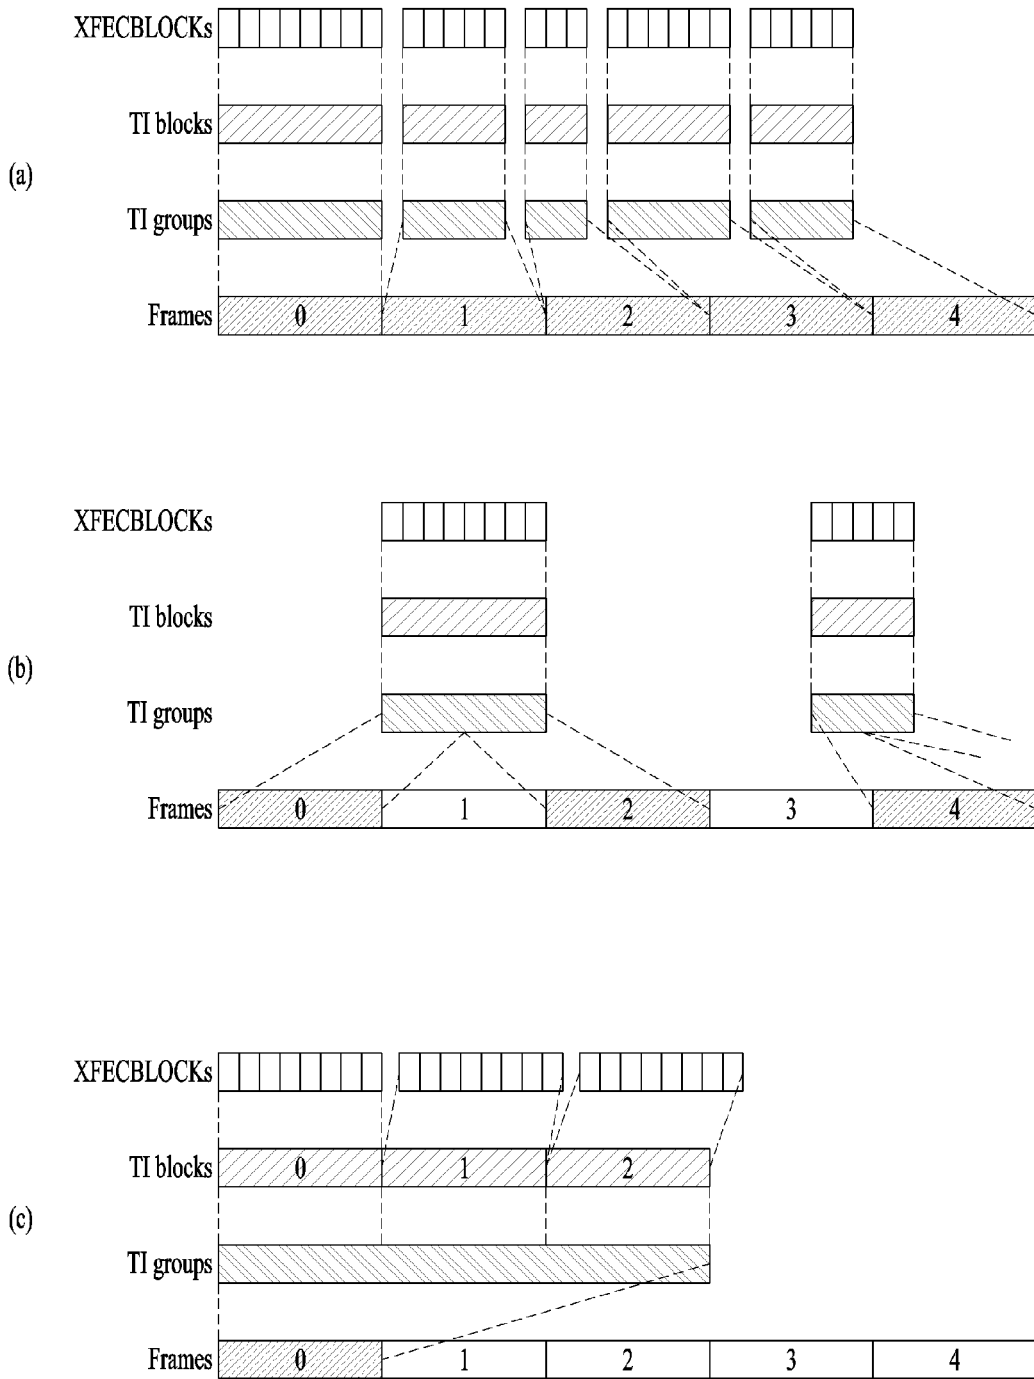 XFECBLOCKs
TI blocks
(a)
TI groups
Frames 0 1 2 3 4
XFECBLOCKs
TI blocks
(b)
TI groups
Frames 0 1 2 3 4
XFECBLOCKs
TI blocks 0 1 2
(c)
TI groups
Frames 0 1 2 3 4